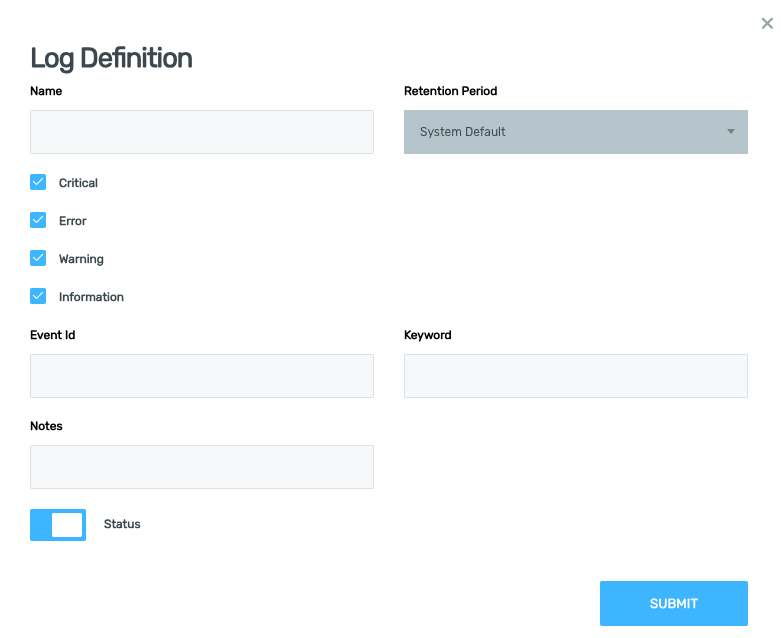 Log Definition
Name
Retention Period
System Default
Critical
Error
Warning
Information
Event Id
Keyword
Notes
Status
SUBMIT